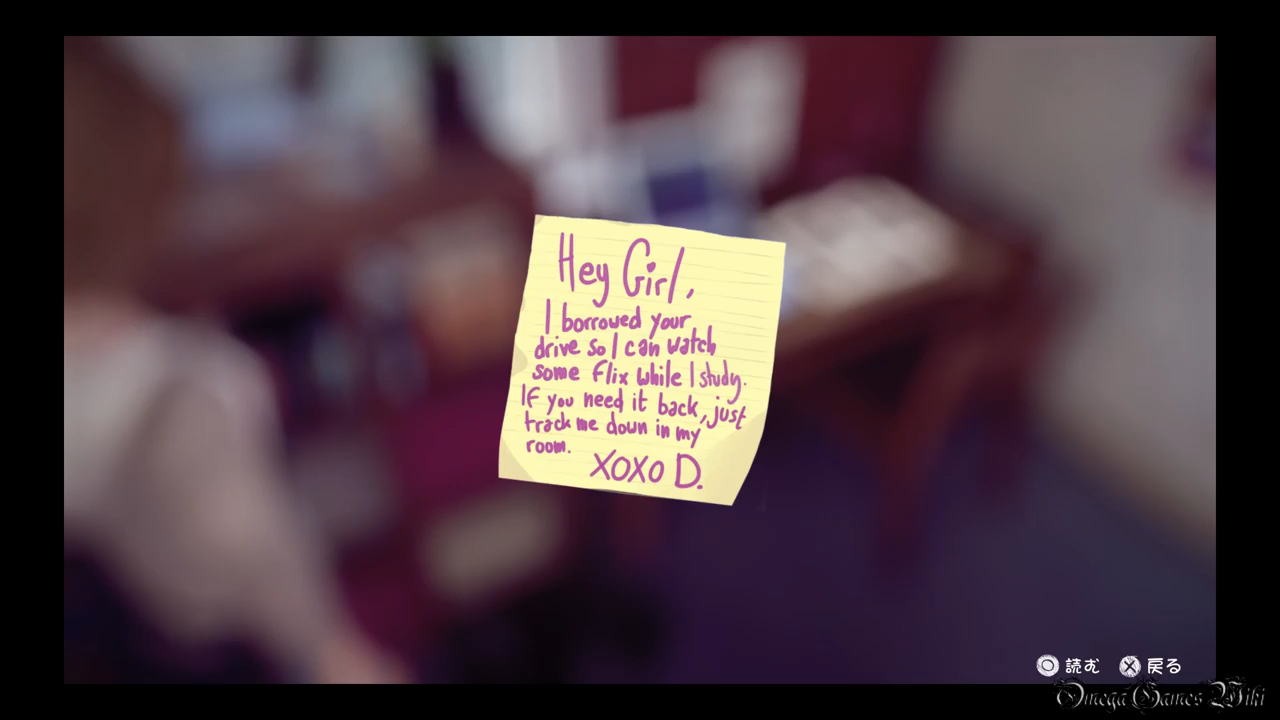 Hey Girl,
I borrowed your
drive so I can watch
some Flix while I study.
If you need it back, just
track me down in my
room.
XOXO D.
読む 戻る
Omega Games Wiki